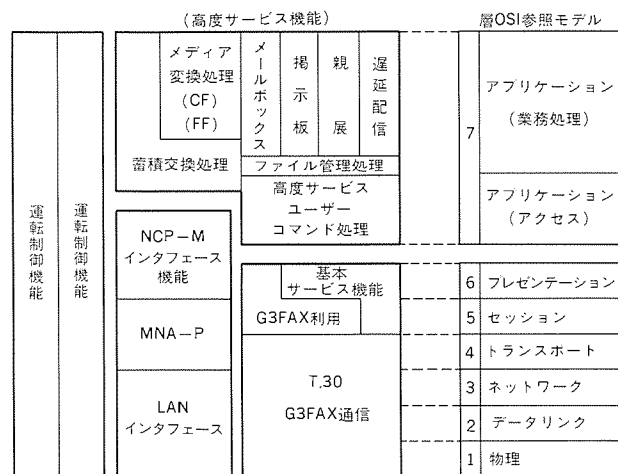 (高度サービス機能)
層OSI参照モデル
運転制御機能
運転制御機能
メディア
変換処理
(CF)
(FF)
蓄積交換処理
メールボックス
掲示板
親展
遅延配信
ファイル管理処理
高度サービス
ユーザー
コマンド処理
NCP-M
インタフェース
機能
MNA-P
LAN
インタフェース
基本
サービス機能
G3FAX利用
T.30
G3FAX通信
7
アプリケーション
(業務処理)
アプリケーション
(アクセス)
6 プレゼンテーション
5 セッション
4 トランスポート
3 ネットワーク
2 データリンク
1 物理